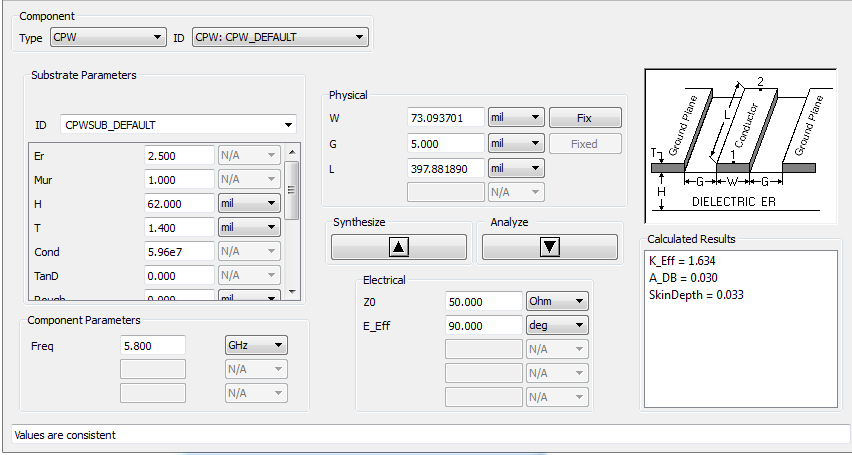 Component
Type CPW ID CPW: CPW_DEFAULT
Substrate Parameters
ID CPWSUB_DEFAULT
Er 2.500 N/A
Mur 1.000 N/A
H 62.000 mil
T 1.400 mil
Cond 5.96e7 N/A
TanD 0.000 N/A
Rough 0.000 mil
Component Parameters
Freq 5.800 GHz
N/A
N/A
Physical
W 73.093701 mil Fix
G 5.000 mil Fixed
L 397.881890 mil
N/A
Synthesize
Analyze
Electrical
Z0 50.000 Ohm
E_Eff 90.000 deg
N/A
N/A
N/A
2
Ground Plane
L
Conductor
Ground Plane
T
1
G W G
H
DIELECTRIC ER
Calculated Results
K_Eff = 1.634
A_DB = 0.030
SkinDepth = 0.033
Values are consistent